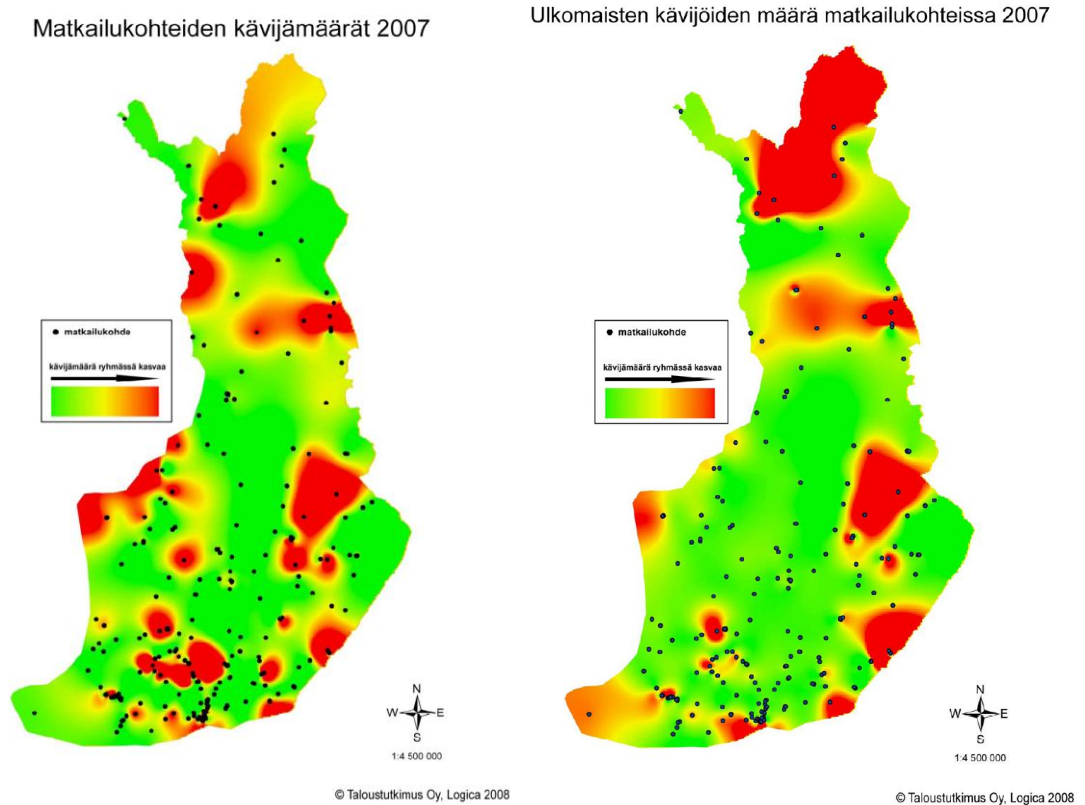 Matkailukohteiden kävijämäärät 2007
matkailukohde
kävijämäärä ryhmässä kasvaa
N
W E
S
1:4 500 000
© Taloustutkimus Oy, Logica 2008
Ulkomaisten kävijöiden määrä matkailukohteissa 2007
matkailukohde
kävijämäärä ryhmässä kasvaa
N
W E
S
1:4 500 000
© Taloustutkimus Oy, Logica 2008